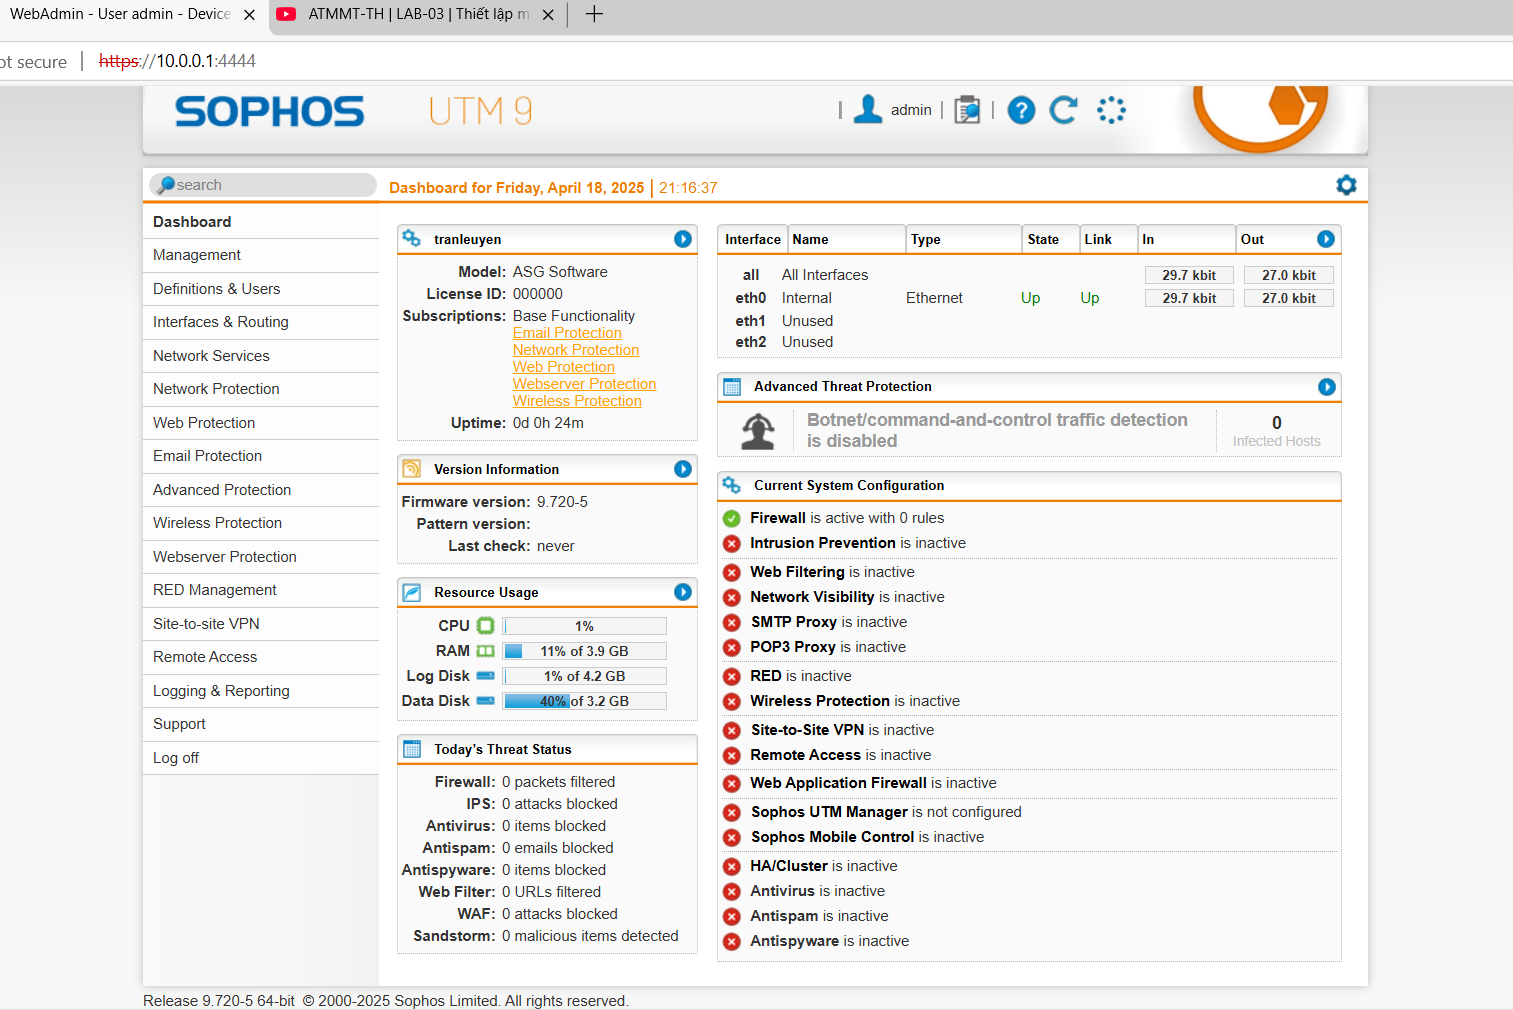 WebAdmin - User admin - Device
ATMMT-TH | LAB-03 | Thiết lập m
ot secure | https://10.0.0.1:4444
SOPHOS UTM 9
| admin | | ?
search
Dashboard for Friday, April 18, 2025 | 21:16:37
Dashboard
Management
Definitions & Users
Interfaces & Routing
Network Services
Network Protection
Web Protection
Email Protection
Advanced Protection
Wireless Protection
Webserver Protection
RED Management
Site-to-site VPN
Remote Access
Logging & Reporting
Support
Log off
tranleuyen
Model: ASG Software
License ID: 000000
Subscriptions: Base Functionality
Email Protection
Network Protection
Web Protection
Webserver Protection
Wireless Protection
Uptime: 0d 0h 24m
Version Information
Firmware version: 9.720-5
Pattern version:
Last check: never
Resource Usage
CPU 1%
RAM 11% of 3.9 GB
Log Disk 1% of 4.2 GB
Data Disk 40% of 3.2 GB
Today's Threat Status
Firewall: 0 packets filtered
IPS: 0 attacks blocked
Antivirus: 0 items blocked
Antispam: 0 emails blocked
Antispyware: 0 items blocked
Web Filter: 0 URLs filtered
WAF: 0 attacks blocked
Sandstorm: 0 malicious items detected
Interface Name Type State Link In Out
all All Interfaces 29.7 kbit 27.0 kbit
eth0 Internal Ethernet Up Up 29.7 kbit 27.0 kbit
eth1 Unused
eth2 Unused
Advanced Threat Protection
Botnet/command-and-control traffic detection
is disabled
0
Infected Hosts
Current System Configuration
Firewall is active with 0 rules
Intrusion Prevention is inactive
Web Filtering is inactive
Network Visibility is inactive
SMTP Proxy is inactive
POP3 Proxy is inactive
RED is inactive
Wireless Protection is inactive
Site-to-Site VPN is inactive
Remote Access is inactive
Web Application Firewall is inactive
Sophos UTM Manager is not configured
Sophos Mobile Control is inactive
HA/Cluster is inactive
Antivirus is inactive
Antispam is inactive
Antispyware is inactive
Release 9.720-5 64-bit © 2000-2025 Sophos Limited. All rights reserved.